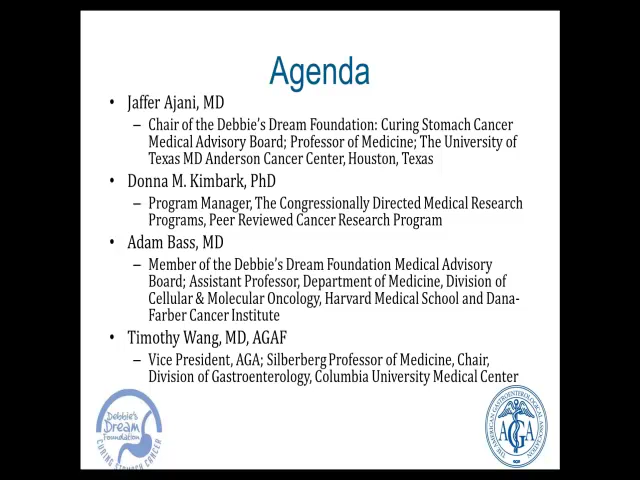 Agenda
• Jaffer Ajani, MD
– Chair of the Debbie's Dream Foundation: Curing Stomach Cancer
Medical Advisory Board; Professor of Medicine; The University of
Texas MD Anderson Cancer Center, Houston, Texas
• Donna M. Kimbark, PhD
– Program Manager, The Congressionally Directed Medical Research
Programs, Peer Reviewed Cancer Research Program
• Adam Bass, MD
– Member of the Debbie's Dream Foundation Medical Advisory
Board; Assistant Professor, Department of Medicine, Division of
Cellular & Molecular Oncology, Harvard Medical School and Dana-
Farber Cancer Institute
• Timothy Wang, MD, AGAF
– Vice President, AGA; Silberberg Professor of Medicine, Chair,
Division of Gastroenterology, Columbia University Medical Center
Debbie's
Dream
Foundation
CURING STOMACH CANCER
THE AMERICAN GASTROENTEROLOGICAL ASSOCIATION
AGA